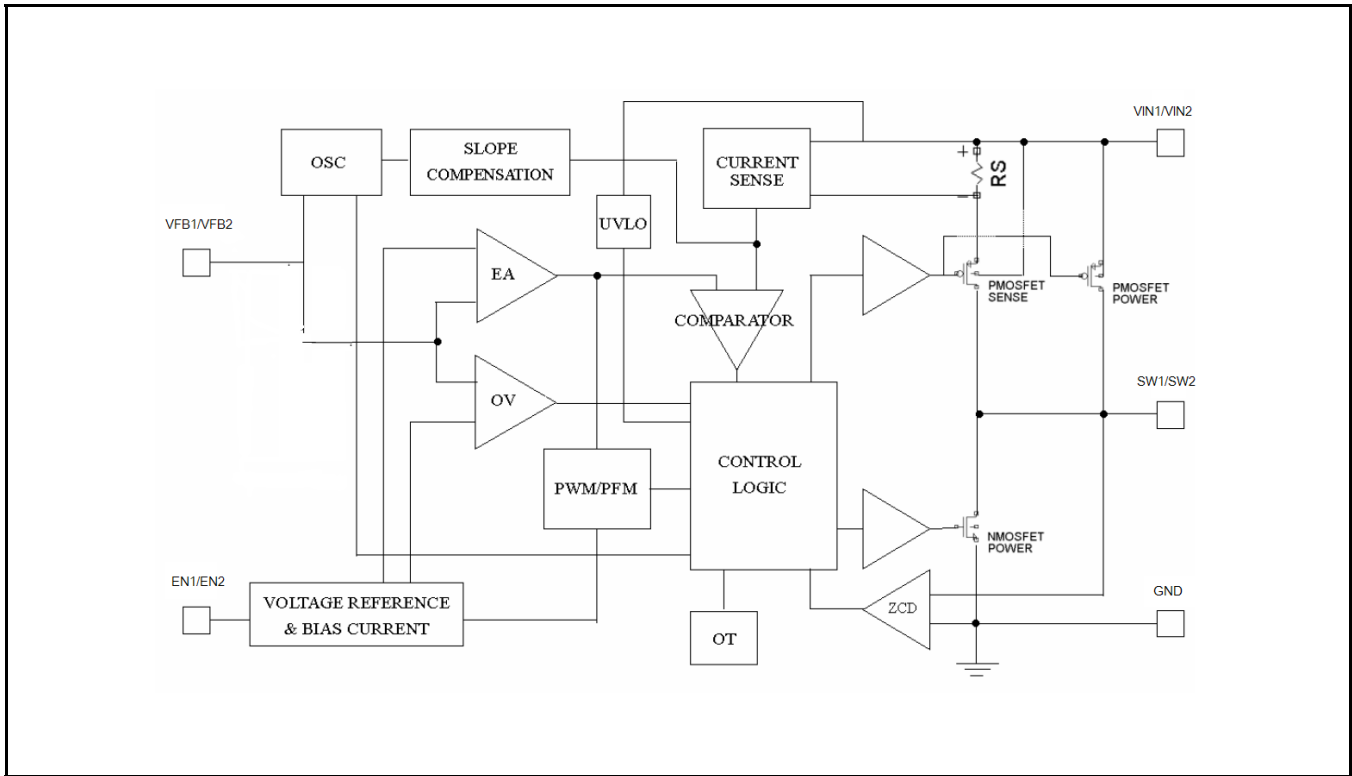 VIN1/VIN2
OSC
SLOPE
COMPENSATION
CURRENT
SENSE
+
RS
−
VFB1/VFB2
UVLO
EA
PMOSFET
SENSE
PMOSFET
POWER
COMPARATOR
SW1/SW2
OV
CONTROL
LOGIC
PWM/PFM
NMOSFET
POWER
EN1/EN2
GND
VOLTAGE REFERENCE
& BIAS CURRENT
ZCD
OT